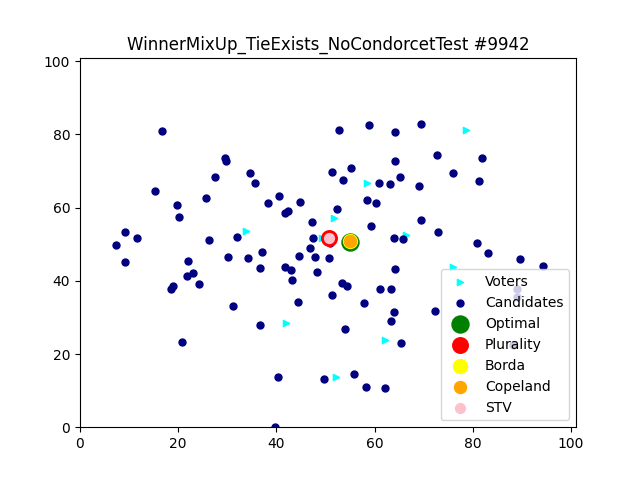 WinnerMixUp_TieExists_NoCondorcetTest #9942
100
80
60
40
20
0
0 20 40 60 80 100
Voters
Candidates
Optimal
Plurality
Borda
Copeland
STV